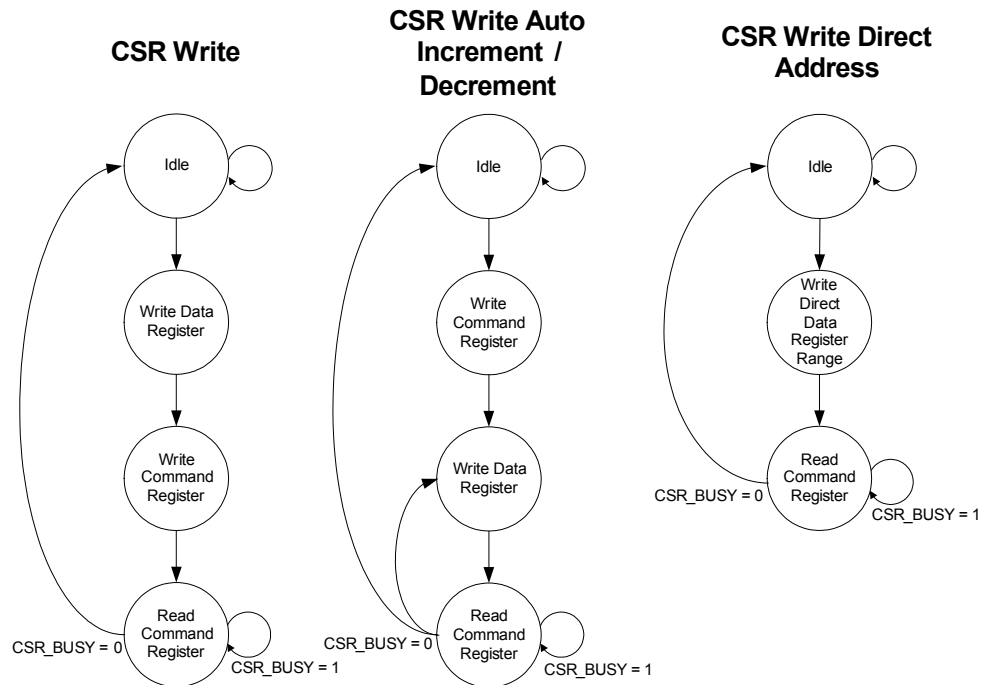 CSR Write
Idle
Write Data
Register
Write
Command
Register
Read
Command
Register
CSR_BUSY = 0
CSR_BUSY = 1
CSR Write Auto
Increment /
Decrement
Idle
Write
Command
Register
Write Data
Register
Read
Command
Register
CSR_BUSY = 0
CSR_BUSY = 1
CSR Write Direct
Address
Idle
Write
Direct
Data
Register
Range
Read
Command
Register
CSR_BUSY = 0
CSR_BUSY = 1